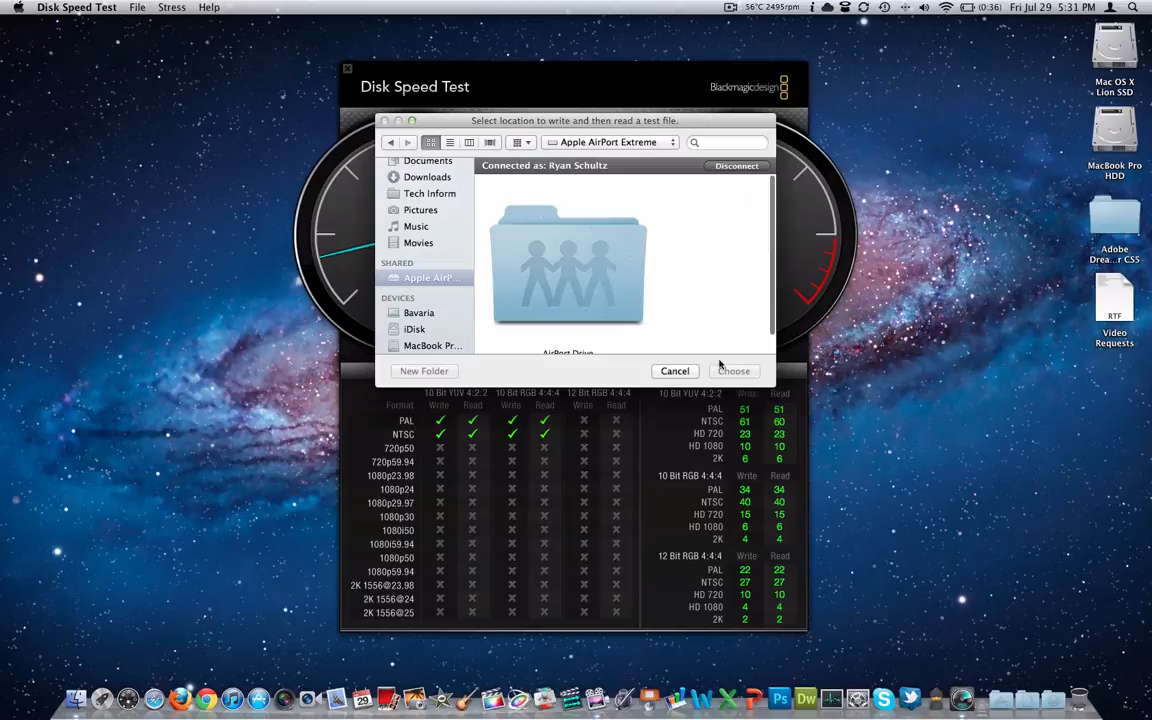 Disk Speed Test File Stress Help 56°C 2495rpm (0:36) Fri Jul 29 5:31 PM
Mac OS X
Lion SSD
MacBook Pro
HDD
Adobe
Drea...r CS5
RTF
Video
Requests
Disk Speed Test
Blackmagicdesign
Select location to write and then read a test file.
Apple AirPort Extreme
Connected as: Ryan Schultz
Disconnect
Documents
Downloads
Tech Inform
Pictures
Music
Movies
SHARED
Apple AirP...
DEVICES
Bavaria
iDisk
MacBook Pr...
AirPort Drive
New Folder
Cancel
Choose
10 Bit YUV 4:2:2 10 Bit RGB 4:4:4 12 Bit RGB 4:4:4
Format Write Read Write Read Write Read
PAL ✓ ✓ ✓ ✓ × ×
NTSC ✓ ✓ ✓ ✓ × ×
720p50 × × × × × ×
720p59.94 × × × × × ×
1080p23.98 × × × × × ×
1080p24 × × × × × ×
1080p29.97 × × × × × ×
1080p30 × × × × × ×
1080i50 × × × × × ×
1080i59.94 × × × × × ×
1080p50 × × × × × ×
1080p59.94 × × × × × ×
2K 1556@23.98 × × × × × ×
2K 1556@24 × × × × × ×
2K 1556@25 × × × × × ×
10 Bit YUV 4:2:2 Write Read
PAL 51 51
NTSC 61 60
HD 720 23 23
HD 1080 10 10
2K 6 6
10 Bit RGB 4:4:4 Write Read
PAL 34 34
NTSC 40 40
HD 720 15 15
HD 1080 6 6
2K 4 4
12 Bit RGB 4:4:4 Write Read
PAL 22 22
NTSC 27 27
HD 720 10 10
HD 1080 4 4
2K 2 2
29
Ps
Dw